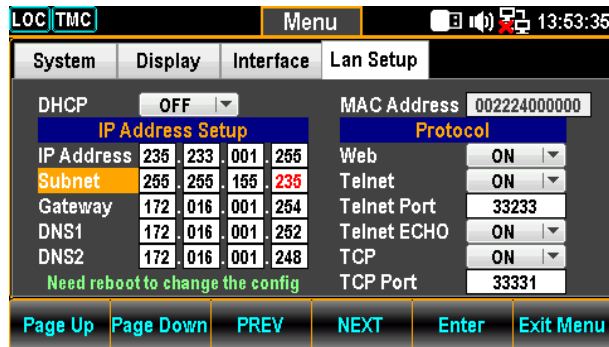 LOC TMC Menu 13:53:35
System Display Interface Lan Setup
DHCP OFF MAC Address 002224000000
IP Address Setup Protocol
IP Address 235 . 233 . 001 . 255 Web ON
Subnet 255 . 255 . 155 . 235 Telnet ON
Gateway 172 . 016 . 001 . 254 Telnet Port 33233
DNS1 172 . 016 . 001 . 252 Telnet ECHO ON
DNS2 172 . 016 . 001 . 248 TCP ON
Need reboot to change the config TCP Port 33331
Page Up Page Down PREV NEXT Enter Exit Menu